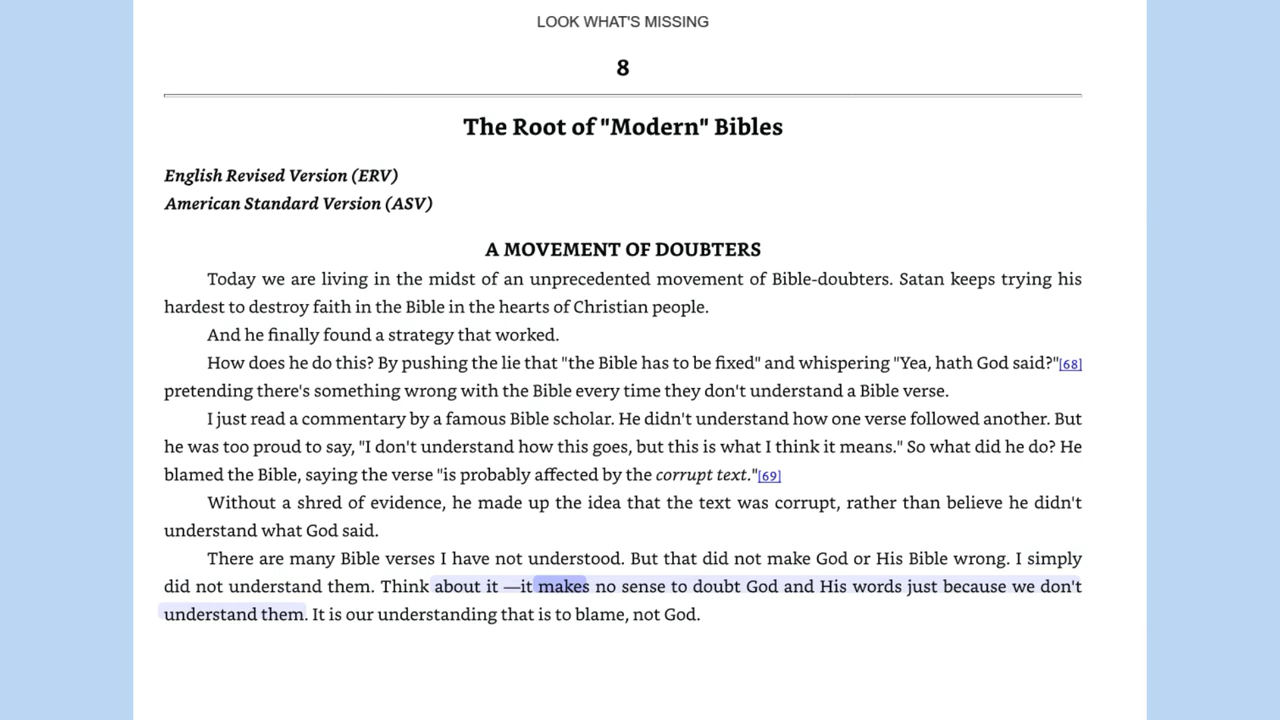 LOOK WHAT'S MISSING
8
The Root of "Modern" Bibles
English Revised Version (ERV)
American Standard Version (ASV)
A MOVEMENT OF DOUBTERS
Today we are living in the midst of an unprecedented movement of Bible-doubters. Satan keeps trying his
hardest to destroy faith in the Bible in the hearts of Christian people.
And he finally found a strategy that worked.
How does he do this? By pushing the lie that "the Bible has to be fixed" and whispering "Yea, hath God said?"[68]
pretending there's something wrong with the Bible every time they don't understand a Bible verse.
I just read a commentary by a famous Bible scholar. He didn't understand how one verse followed another. But
he was too proud to say, "I don't understand how this goes, but this is what I think it means." So what did he do? He
blamed the Bible, saying the verse "is probably affected by the corrupt text."[69]
Without a shred of evidence, he made up the idea that the text was corrupt, rather than believe he didn't
understand what God said.
There are many Bible verses I have not understood. But that did not make God or His Bible wrong. I simply
did not understand them. Think about it —it makes no sense to doubt God and His words just because we don't
understand them. It is our understanding that is to blame, not God.